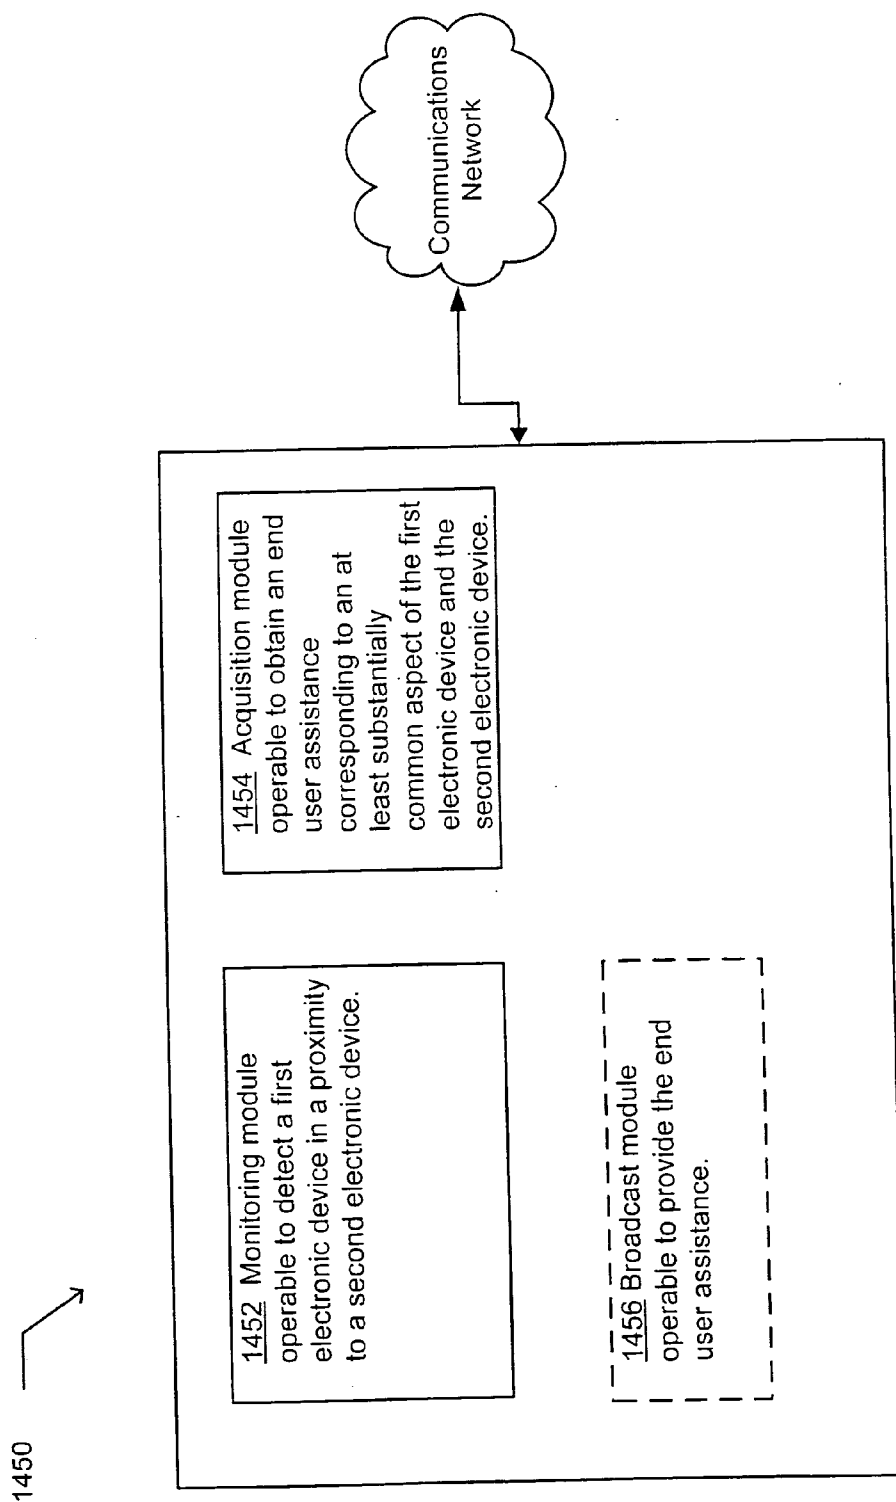 1450
1452 Monitoring module
operable to detect a first
electronic device in a proximity
to a second electronic device.
1454 Acquisition module
operable to obtain an end
user assistance
corresponding to an at
least substantially
common aspect of the first
electronic device and the
second electronic device.
1456 Broadcast module
operable to provide the end
user assistance.
Communications
Network